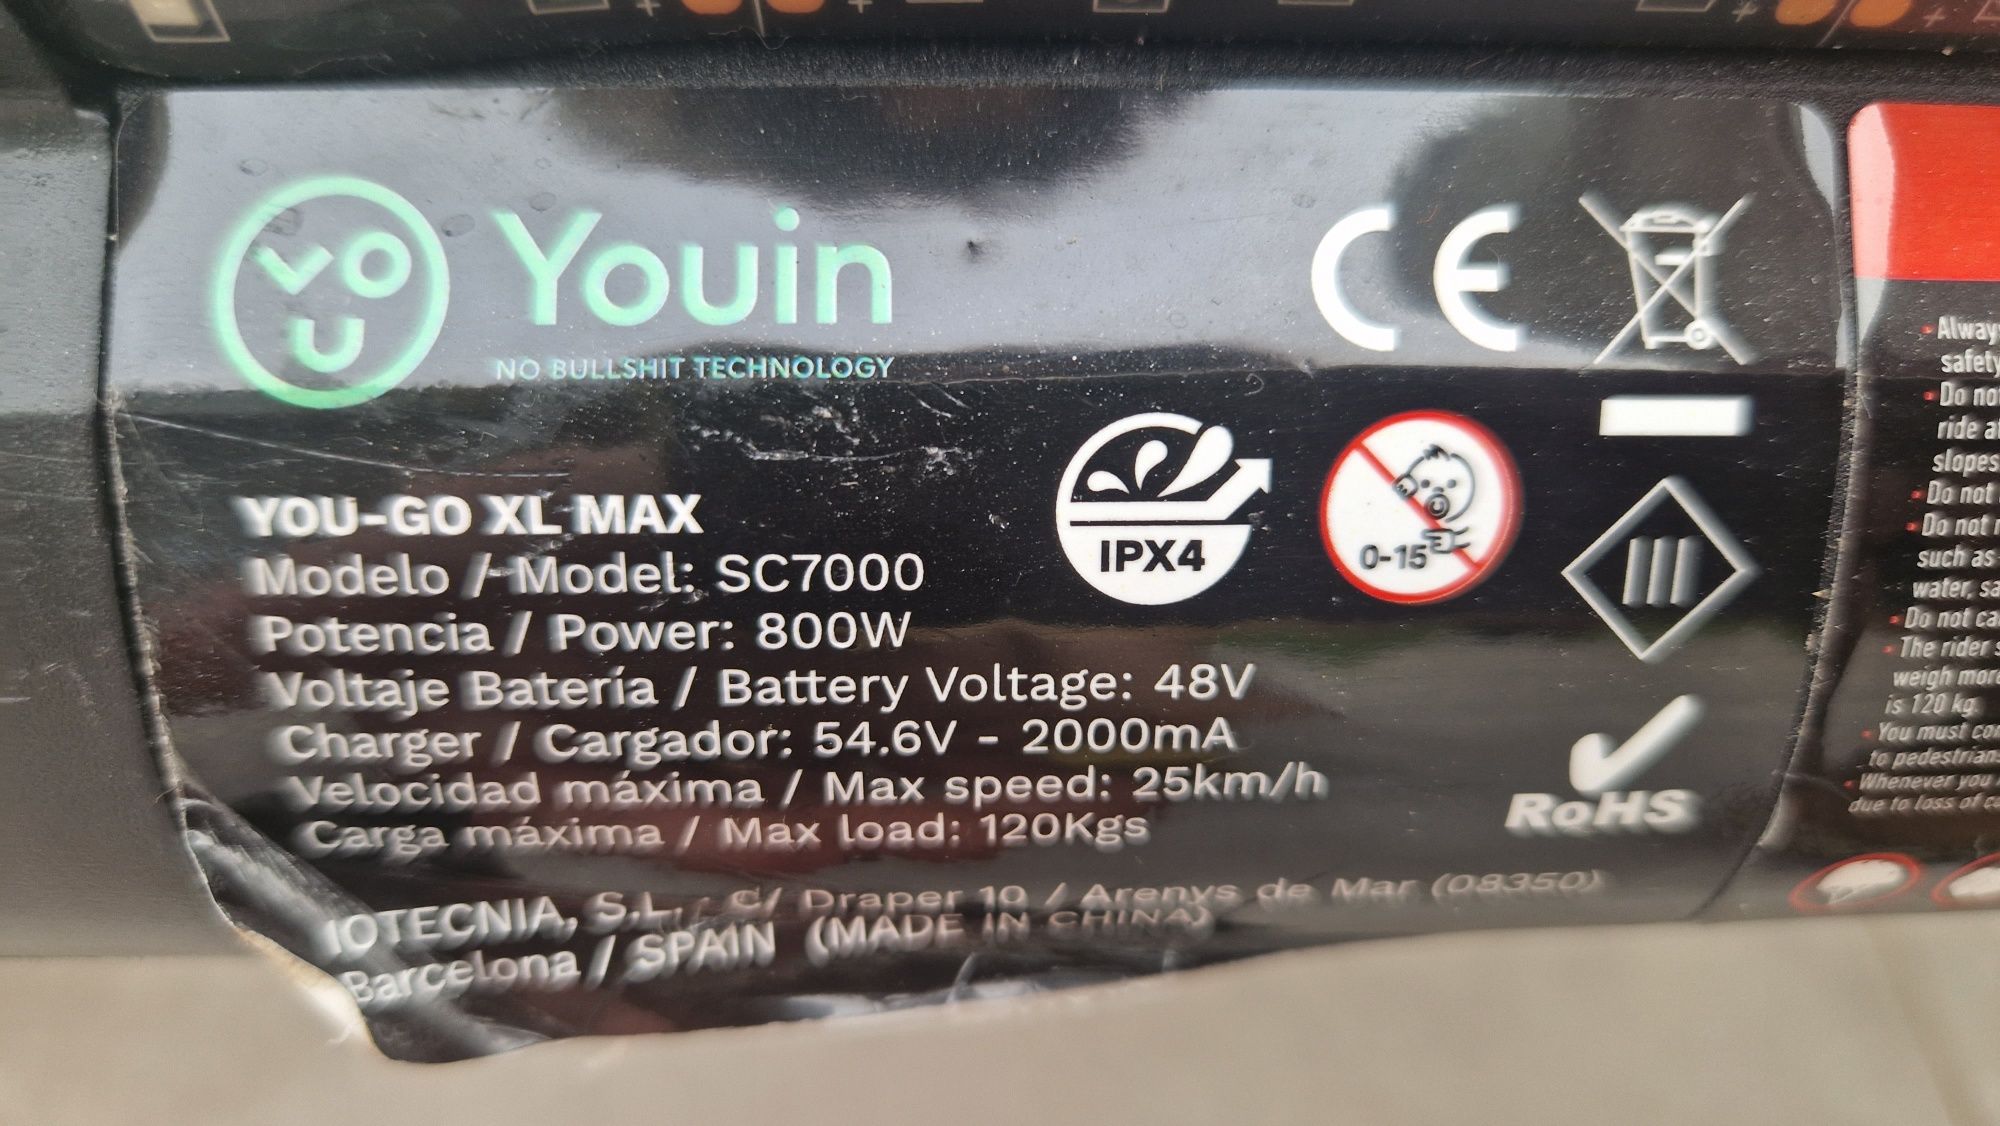 YOU
Youin
NO BULLSHIT TECHNOLOGY
CE
IPX4
0-15
YOU-GO XL MAX
Modelo / Model: SC7000
Potencia / Power: 800W
Voltaje Batería / Battery Voltage: 48V
Charger / Cargador: 54.6V - 2000mA
Velocidad máxima / Max speed: 25km/h
Carga máxima / Max load: 120Kgs
RoHS
IOTECNIA, S.L. C/ Draper 10 / Arenys de Mar (08350)
Barcelona / SPAIN (MADE IN CHINA)
III
• Always
safety
• Do not
ride
slopes
• Do not
• Do not
such as
water,
• Do not
• The rider
weigh more
is 120 kg.
• You must
to pedestrians
• Whenever you
due to loss of